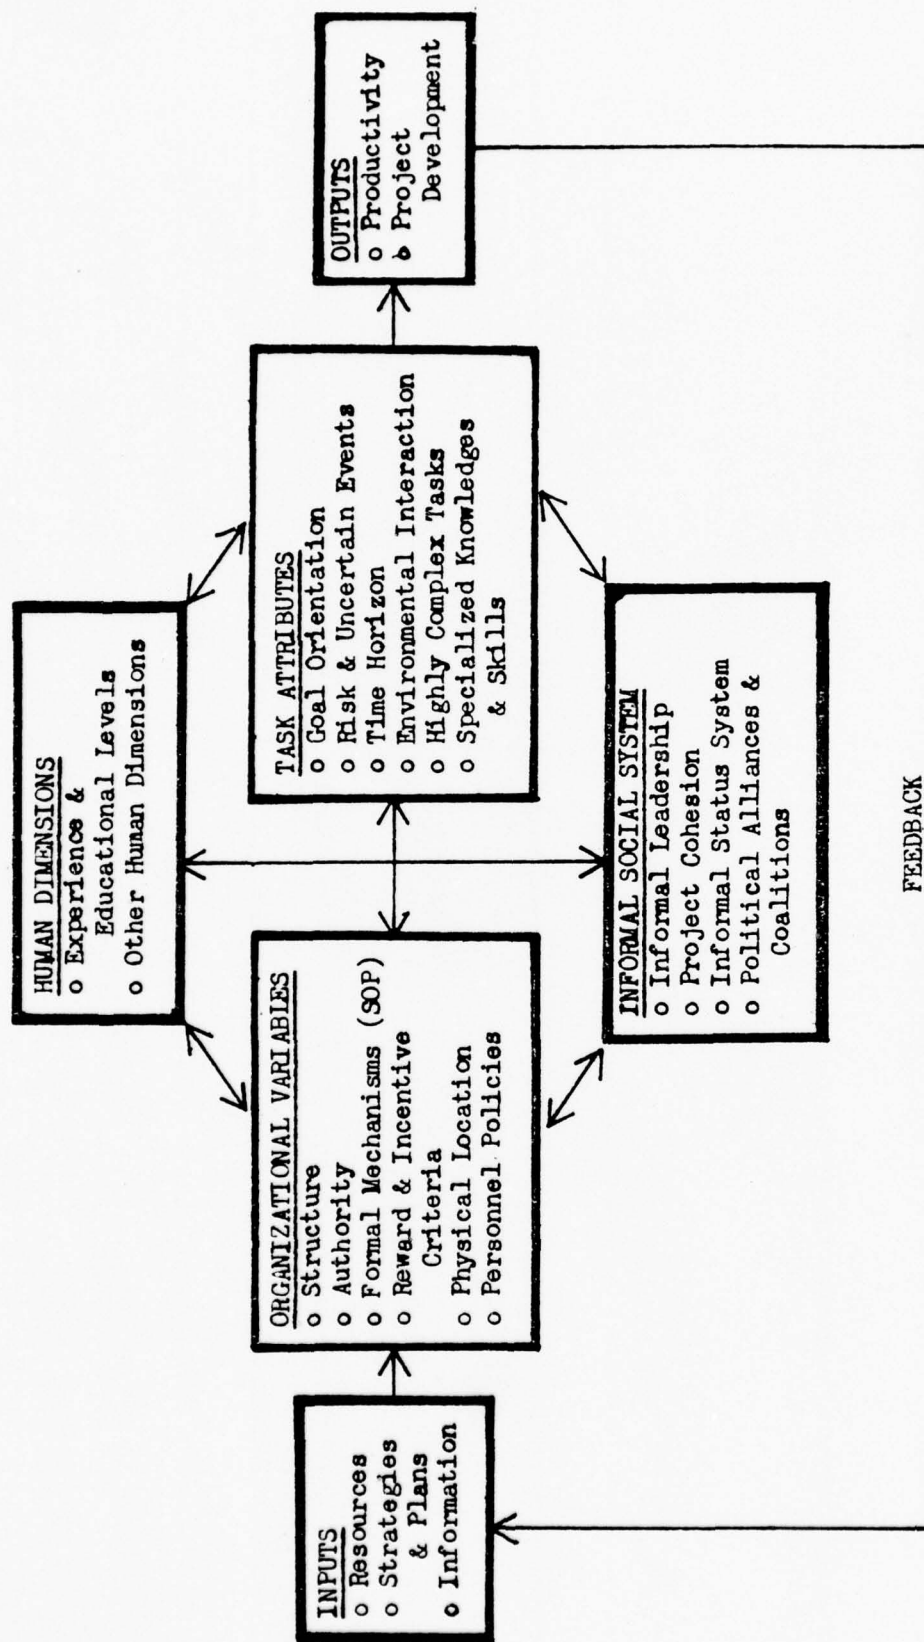 INPUTS
o Resources
o Strategies
& Plans
o Information
ORGANIZATIONAL VARIABLES
o Structure
o Authority
o Formal Mechanisms (SOP)
o Reward & Incentive
Criteria
o Physical Location
o Personnel Policies
HUMAN DIMENSIONS
o Experience &
Educational Levels
o Other Human Dimensions
INFORMAL SOCIAL SYSTEM
o Informal Leadership
o Project Cohesion
o Informal Status System
o Political Alliances &
Coalitions
TASK ATTRIBUTES
o Goal Orientation
o Risk & Uncertain Events
o Time Horizon
o Environmental Interaction
o Highly Complex Tasks
o Specialized Knowledges
& Skills
OUTPUTS
o Productivity
o Project
Development
FEEDBACK